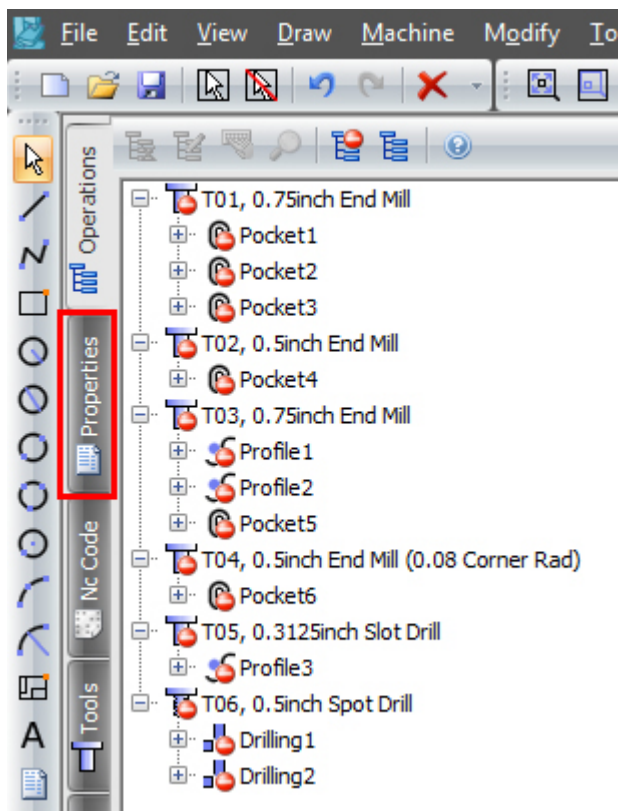 File Edit View Draw Machine Modify To
Operations
Properties
Nc Code
Tools
T01, 0.75inch End Mill
Pocket1
Pocket2
Pocket3
T02, 0.5inch End Mill
Pocket4
T03, 0.75inch End Mill
Profile1
Profile2
Pocket5
T04, 0.5inch End Mill (0.08 Corner Rad)
Pocket6
T05, 0.3125inch Slot Drill
Profile3
T06, 0.5inch Spot Drill
Drilling1
Drilling2
A